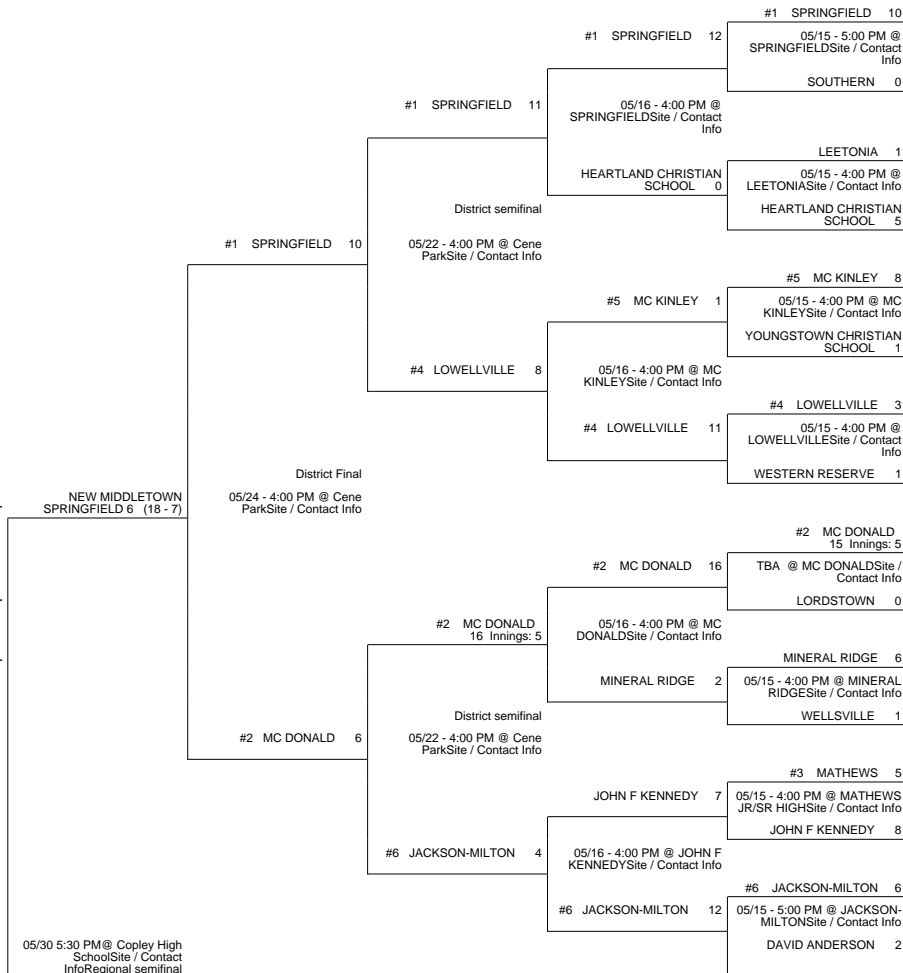 #1 SPRINGFIELD 10
#1 SPRINGFIELD 12
05/15 - 5:00 PM @
SPRINGFIELDSite / Contact
Info
SOUTHERN 0
#1 SPRINGFIELD 11
05/16 - 4:00 PM @
SPRINGFIELDSite / Contact
Info
LEETONIA 1
HEARTLAND CHRISTIAN
SCHOOL 0
05/15 - 4:00 PM @
LEETONIASite / Contact Info
HEARTLAND CHRISTIAN
SCHOOL 5
District semifinal
#1 SPRINGFIELD 10
05/22 - 4:00 PM @ Cene
ParkSite / Contact Info
#5 MC KINLEY 8
#5 MC KINLEY 1
05/15 - 4:00 PM @ MC
KINLEYSite / Contact Info
YOUNGSTOWN CHRISTIAN
SCHOOL 1
#4 LOWELLVILLE 8
05/16 - 4:00 PM @ MC
KINLEYSite / Contact Info
#4 LOWELLVILLE 3
#4 LOWELLVILLE 11
05/15 - 4:00 PM @
LOWELLVILLESite / Contact
Info
WESTERN RESERVE 1
District Final
NEW MIDDLETOWN
SPRINGFIELD 6 (18 - 7)
05/24 - 4:00 PM @ Cene
ParkSite / Contact Info
#2 MC DONALD
15 Innings: 5
#2 MC DONALD 16
TBA @ MC DONALDSite /
Contact Info
LORDSTOWN 0
#2 MC DONALD
16 Innings: 5
05/16 - 4:00 PM @ MC
DONALDSite / Contact Info
MINERAL RIDGE 6
MINERAL RIDGE 2
05/15 - 4:00 PM @ MINERAL
RIDGESite / Contact Info
WELLSVILLE 1
District semifinal
#2 MC DONALD 6
05/22 - 4:00 PM @ Cene
ParkSite / Contact Info
#3 MATHEWS 5
JOHN F KENNEDY 7
05/15 - 4:00 PM @ MATHEWS
JR/SR HIGHSite / Contact Info
JOHN F KENNEDY 8
#6 JACKSON-MILTON 4
05/16 - 4:00 PM @ JOHN F
KENNEDYSite / Contact Info
#6 JACKSON-MILTON 6
#6 JACKSON-MILTON 12
05/15 - 5:00 PM @ JACKSON-
MILTONSite / Contact Info
DAVID ANDERSON 2
05/30 5:30 PM@ Copley High
SchoolSite / Contact
InfoRegional semifinal